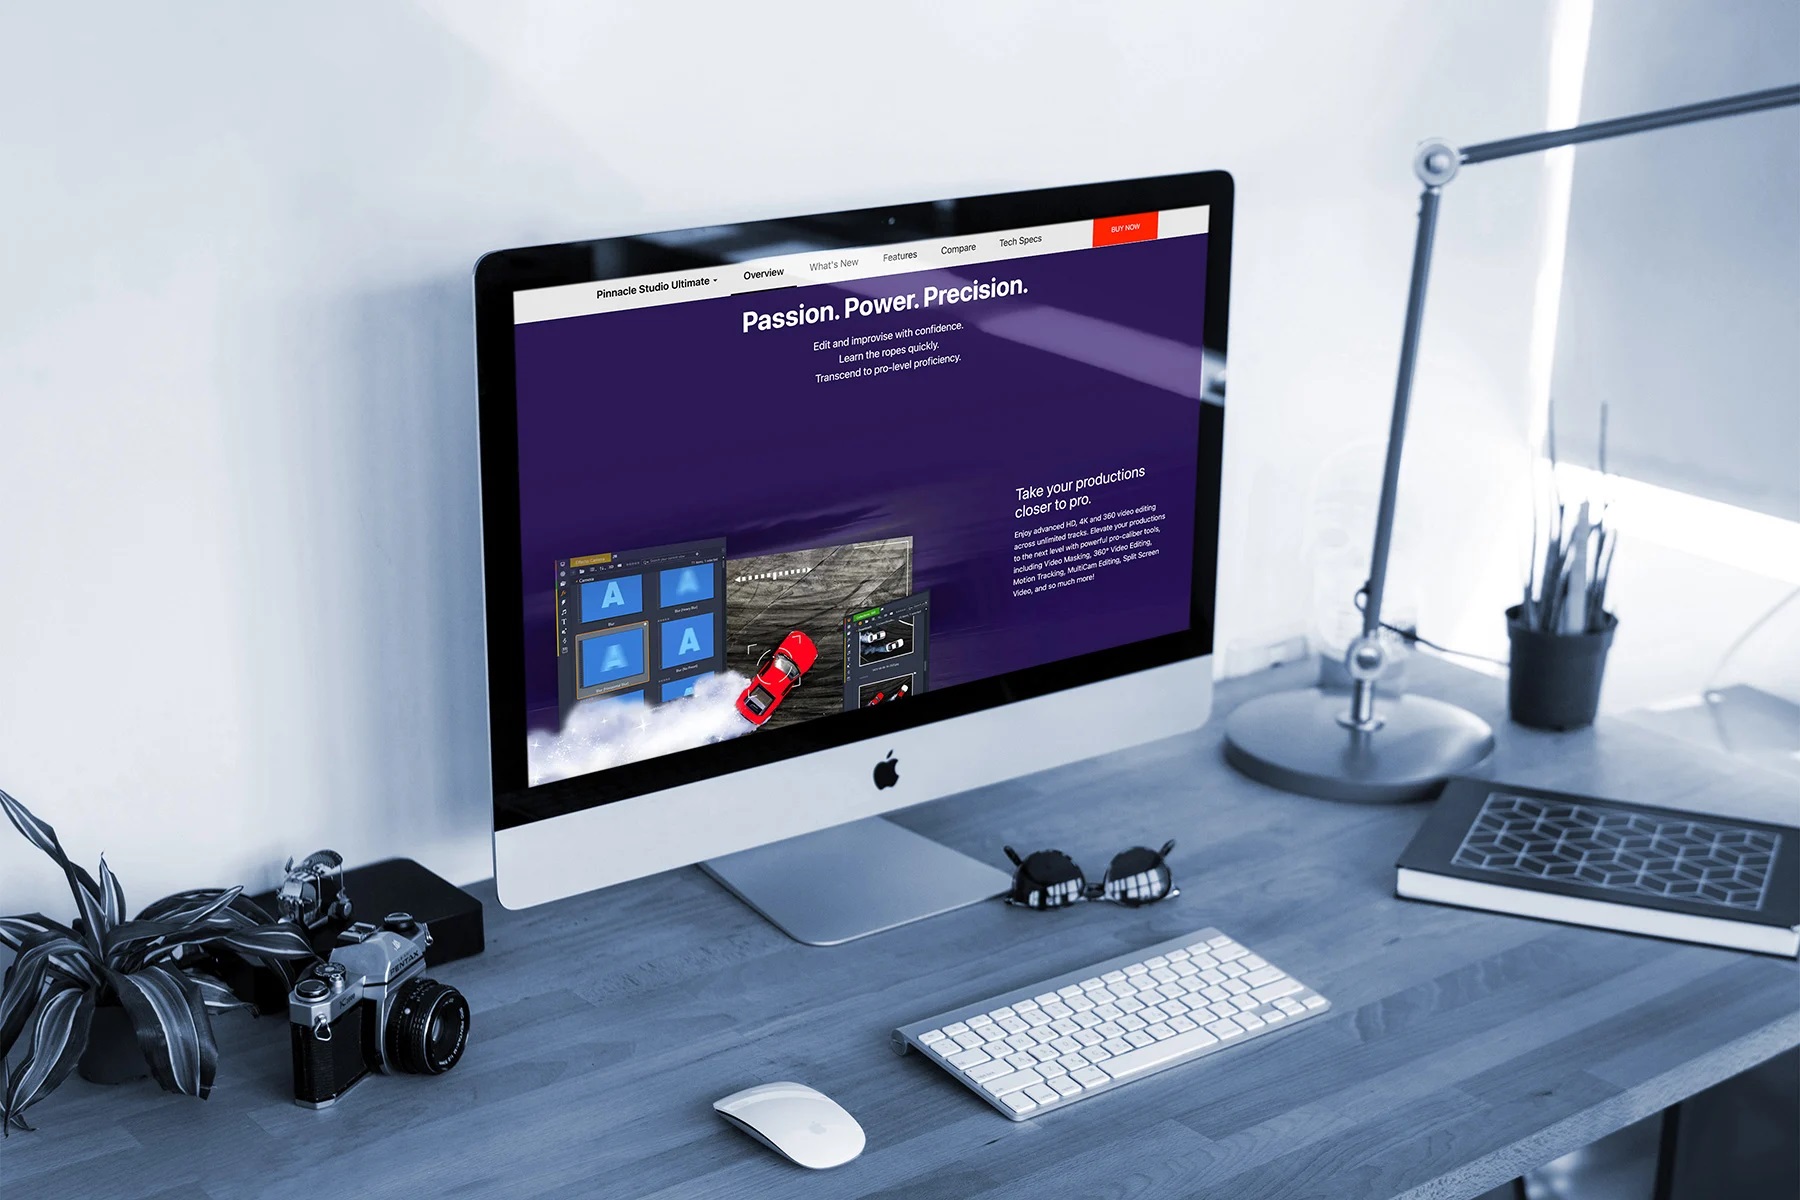 Pinnacle Studio Ultimate
Overview
What's New
Features
Compare
Tech Specs
BUY NOW
Passion. Power. Precision.
Edit and improvise with confidence.
Learn the ropes quickly.
Transcend to pro-level proficiency.
Take your productions
closer to pro.
Enjoy advanced HD, 4K and 360 video editing
across unlimited tracks. Elevate your productions
to the next level with powerful pro-caliber tools,
including Video Masking, 360° Video Editing,
Motion Tracking, MultiCam Editing, Split Screen
Video, and so much more!
Camera
A
A
A
A
Blur
PENTAX